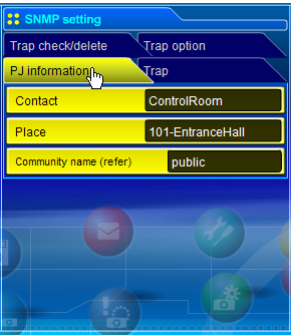 SNMP setting
Trap check/delete Trap option
PJ information Trap
Contact ControlRoom
Place 101-EntranceHall
Community name (refer) public